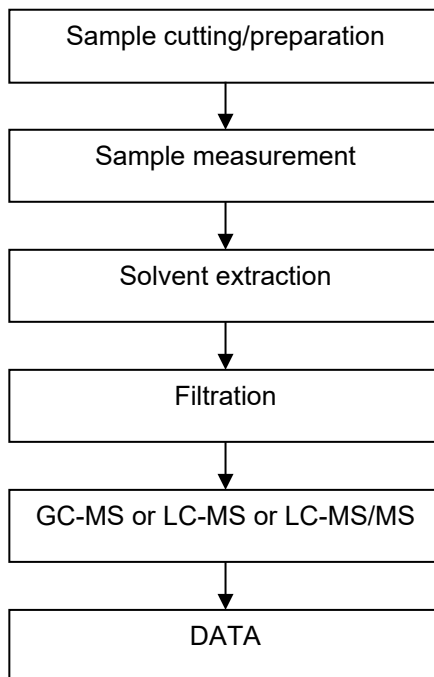 Sample cutting/preparation
Sample measurement
Solvent extraction
Filtration
GC-MS or LC-MS or LC-MS/MS
DATA